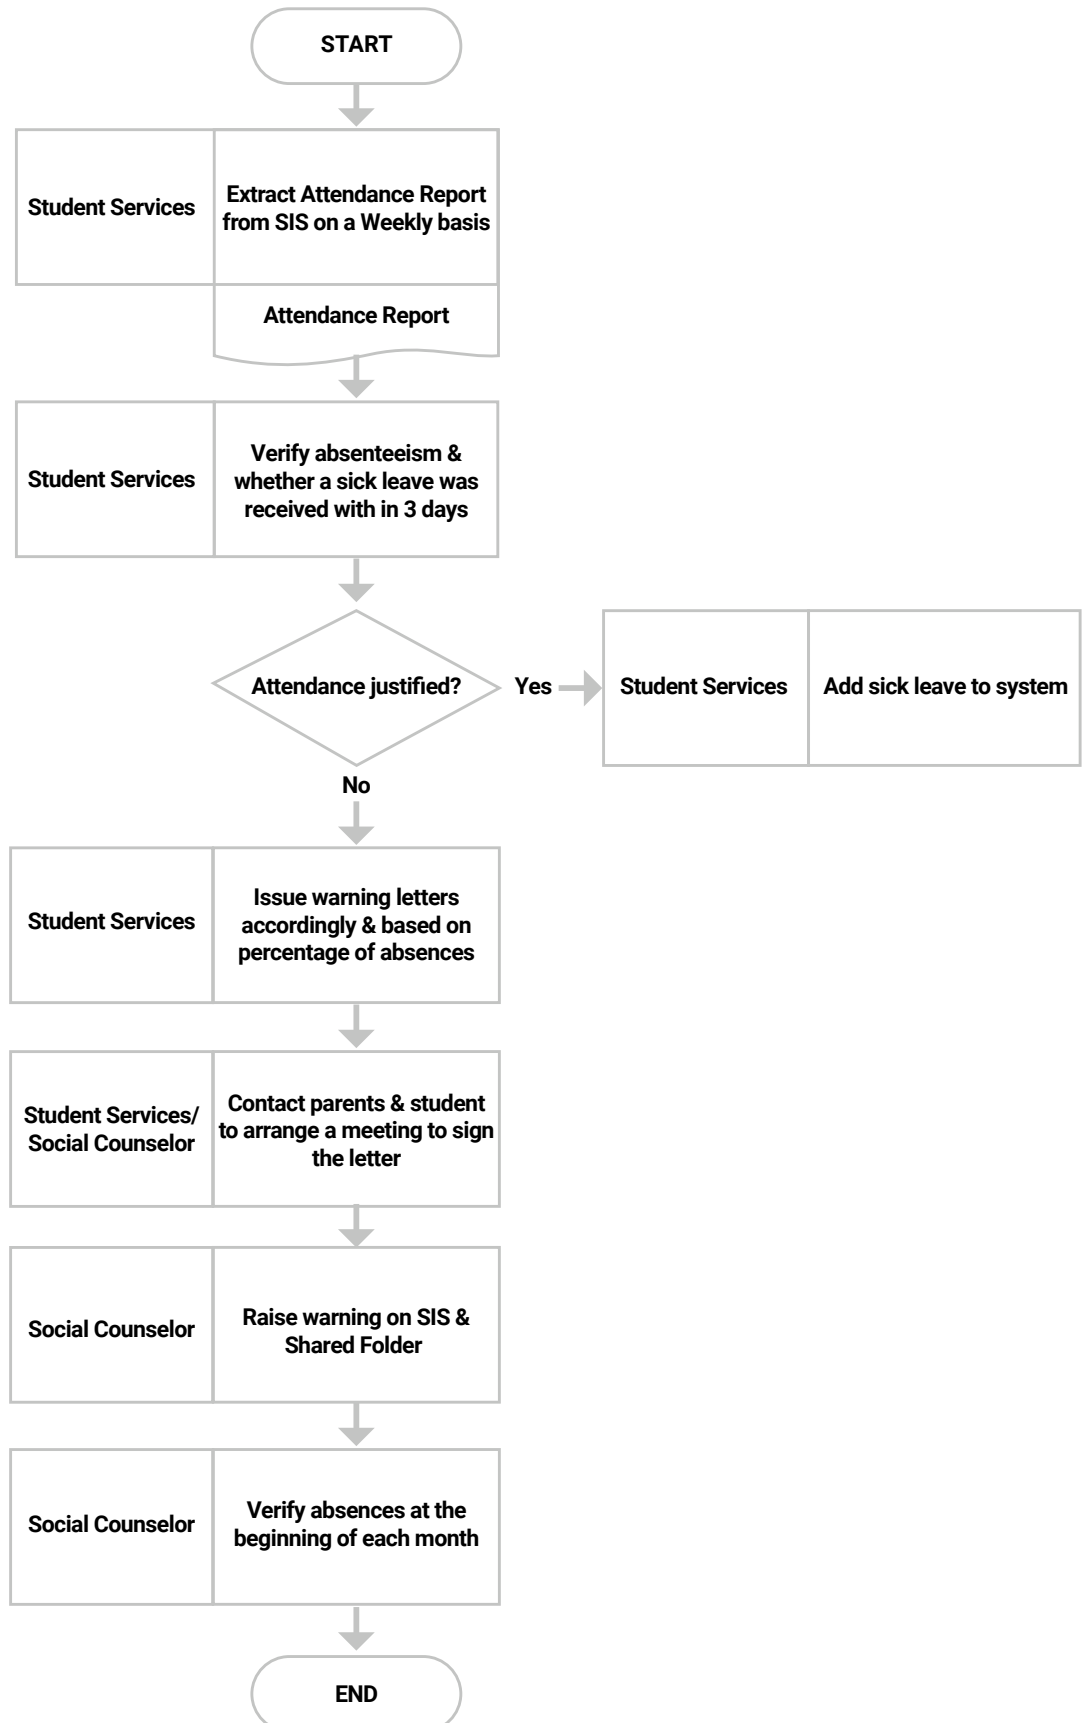 START
Student Services
Extract Attendance Report
from SIS on a Weekly basis
Attendance Report
Student Services
Verify absenteeism &
whether a sick leave was
received with in 3 days
Attendance justified?
Yes
Student Services
Add sick leave to system
No
Student Services
Issue warning letters
accordingly & based on
percentage of absences
Student Services/
Social Counselor
Contact parents & student
to arrange a meeting to sign
the letter
Social Counselor
Raise warning on SIS &
Shared Folder
Social Counselor
Verify absences at the
beginning of each month
END